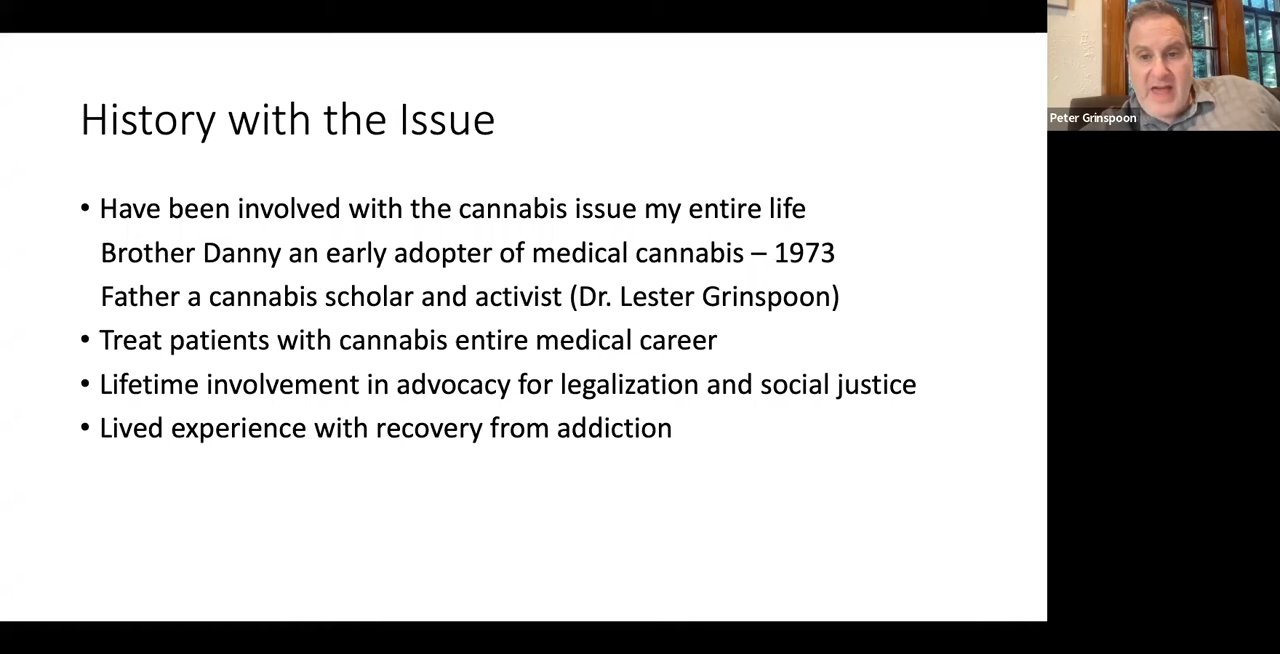 History with the Issue
• Have been involved with the cannabis issue my entire life
Brother Danny an early adopter of medical cannabis – 1973
Father a cannabis scholar and activist (Dr. Lester Grinspoon)
• Treat patients with cannabis entire medical career
• Lifetime involvement in advocacy for legalization and social justice
• Lived experience with recovery from addiction
Peter Grinspoon